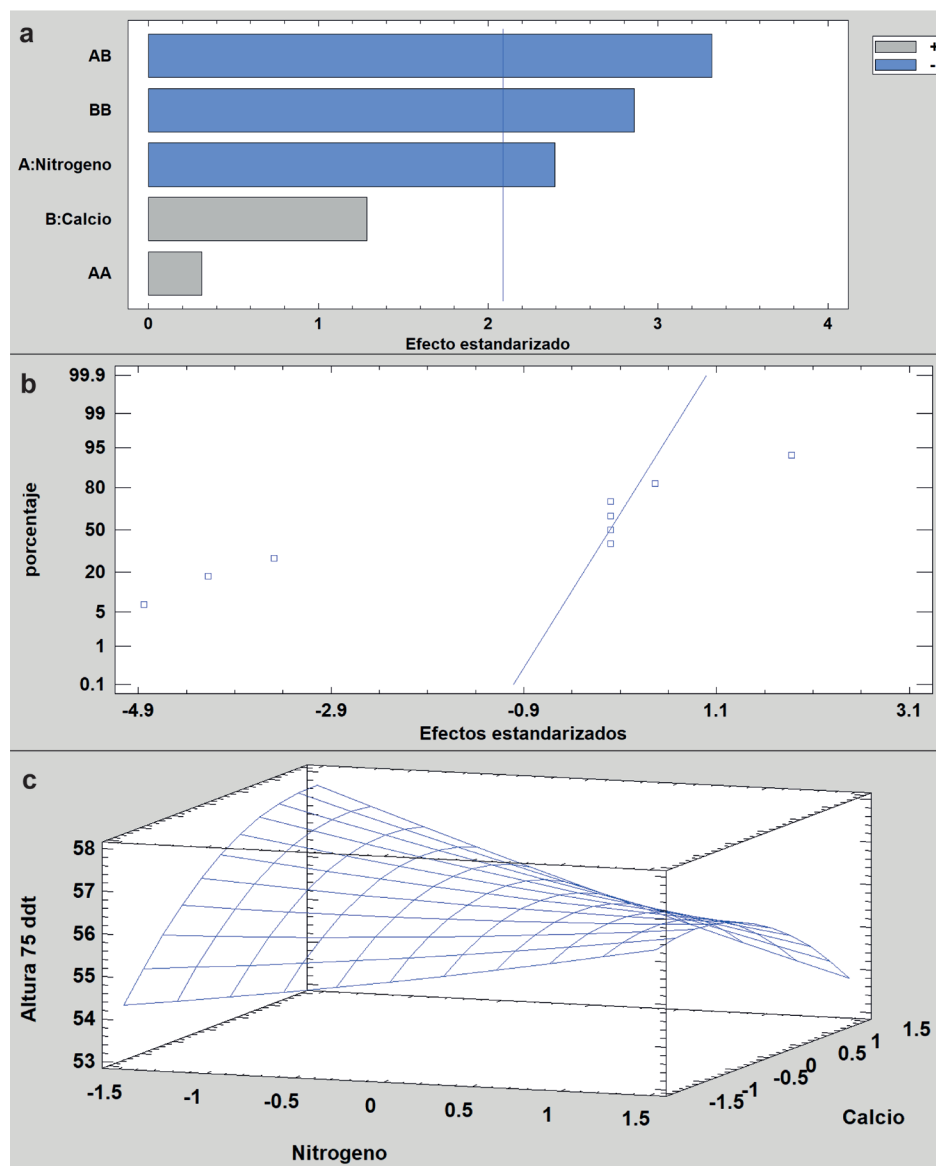 a
AB
BB
A:Nitrogeno
B:Calcio
AA
+
-
0 1 2 3 4
Efecto estandarizado
b
99.9
99
95
80
50
20
5
1
0.1
porcentaje
-4.9 -2.9 -0.9 1.1 3.1
Efectos estandarizados
c
58
57
56
55
54
53
Altura 75 ddt
-1.5 -1 -0.5 0 0.5 1 1.5
Nitrogeno
-1.5 -1 -0.5 0 0.5 1 1.5
Calcio